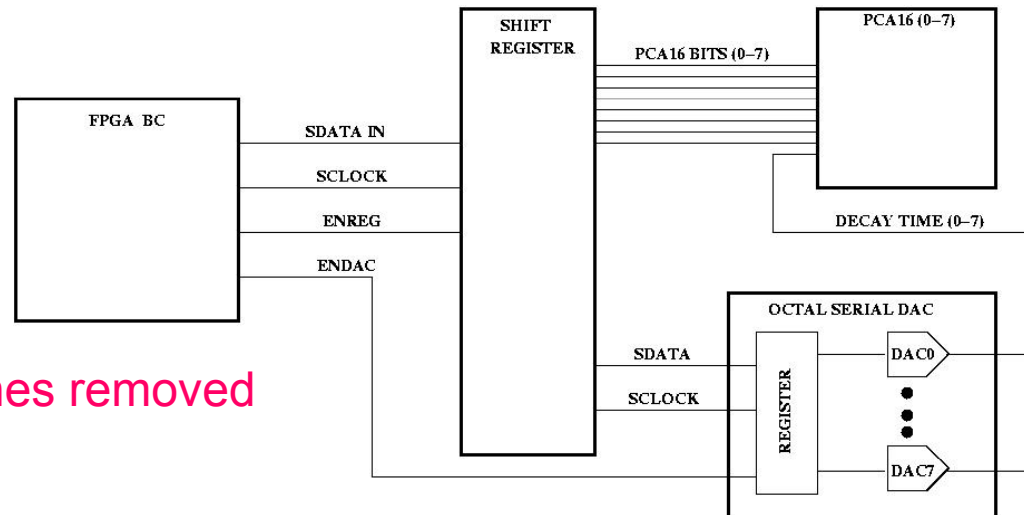 SHIFT
REGISTER
PCA16 (0–7)
PCA16 BITS (0–7)
FPGA BC
SDATA IN
SCLOCK
ENREG
ENDAC
DECAY TIME (0–7)
OCTAL SERIAL DAC
SDATA
SCLOCK
REGISTER
DAC0
DAC7
removed